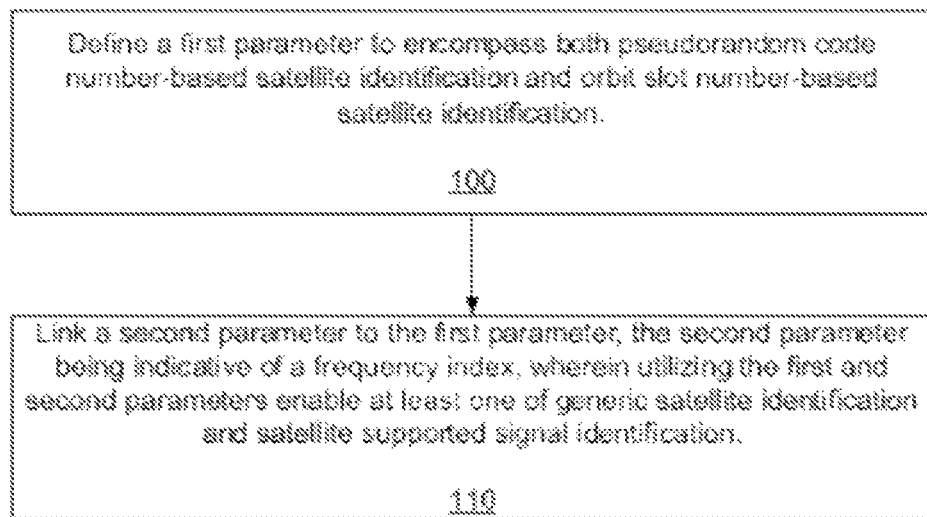 Define a first parameter to encompass both pseudorandom code
number-based satellite identification and orbit slot number-based
satellite identification.
100
Link a second parameter to the first parameter, the second parameter
being indicative of a frequency index, wherein utilizing the first and
second parameters enable at least one of generic satellite identification
and satellite supported signal identification.
110